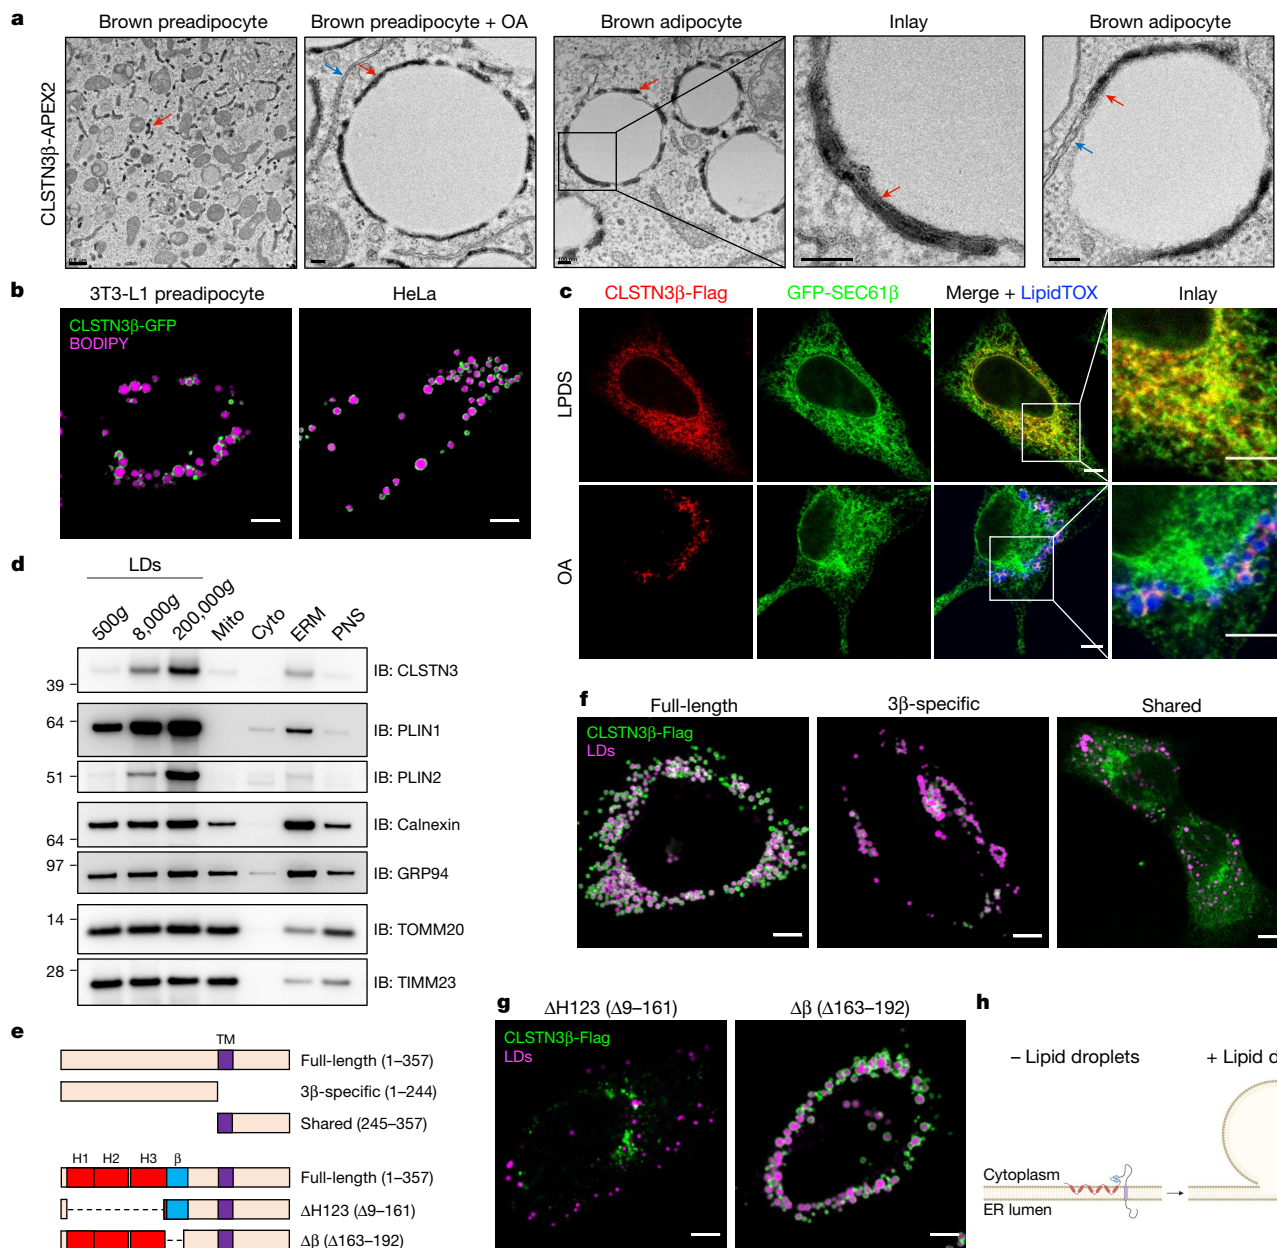 a
Brown preadipocyte
Brown preadipocyte + OA
Brown adipocyte
Inlay
Brown adipocyte
CLSTN3β-APEX2
b
3T3-L1 preadipocyte
HeLa
CLSTN3β-GFP
BODIPY
c
CLSTN3β-Flag
GFP-SEC61β
Merge + LipidTOX
Inlay
LPDS
OA
d
LDs
500g
8,000g
200,000g
Mito
Cyto
ERM
PNS
39
IB: CLSTN3
64
IB: PLIN1
51
IB: PLIN2
64
IB: Calnexin
97
IB: GRP94
14
IB: TOMM20
28
IB: TIMM23
e
TM
Full-length (1–357)
3β-specific (1–244)
Shared (245–357)
H1 H2 H3 β
Full-length (1–357)
ΔH123 (Δ9–161)
Δβ (Δ163–192)
f
Full-length
3β-specific
Shared
CLSTN3β-Flag
LDs
g
ΔH123 (Δ9–161)
Δβ (Δ163–192)
CLSTN3β-Flag
LDs
h
– Lipid droplets
+ Lipid d
Cytoplasm
ER lumen